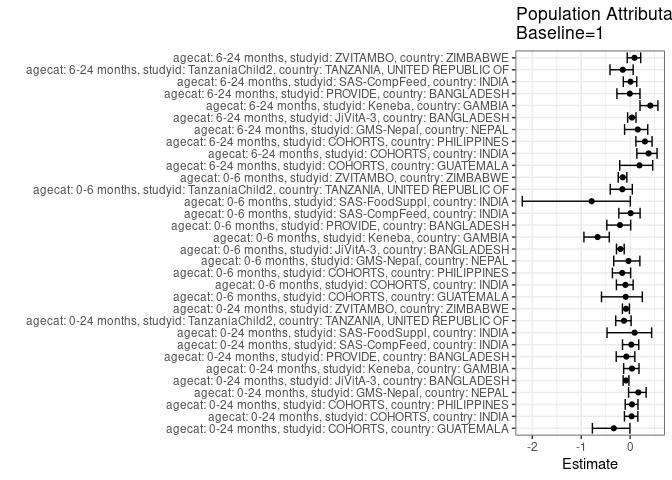 Population Attributa
Baseline=1
agecat: 6-24 months, studyid: ZVITAMBO, country: ZIMBABWE
agecat: 6-24 months, studyid: TanzaniaChild2, country: TANZANIA, UNITED REPUBLIC OF
agecat: 6-24 months, studyid: SAS-CompFeed, country: INDIA
agecat: 6-24 months, studyid: PROVIDE, country: BANGLADESH
agecat: 6-24 months, studyid: Keneba, country: GAMBIA
agecat: 6-24 months, studyid: JiVitA-3, country: BANGLADESH
agecat: 6-24 months, studyid: GMS-Nepal, country: NEPAL
agecat: 6-24 months, studyid: COHORTS, country: PHILIPPINES
agecat: 6-24 months, studyid: COHORTS, country: INDIA
agecat: 6-24 months, studyid: COHORTS, country: GUATEMALA
agecat: 0-6 months, studyid: ZVITAMBO, country: ZIMBABWE
agecat: 0-6 months, studyid: TanzaniaChild2, country: TANZANIA, UNITED REPUBLIC OF
agecat: 0-6 months, studyid: SAS-FoodSuppl, country: INDIA
agecat: 0-6 months, studyid: SAS-CompFeed, country: INDIA
agecat: 0-6 months, studyid: PROVIDE, country: BANGLADESH
agecat: 0-6 months, studyid: Keneba, country: GAMBIA
agecat: 0-6 months, studyid: JiVitA-3, country: BANGLADESH
agecat: 0-6 months, studyid: GMS-Nepal, country: NEPAL
agecat: 0-6 months, studyid: COHORTS, country: PHILIPPINES
agecat: 0-6 months, studyid: COHORTS, country: INDIA
agecat: 0-6 months, studyid: COHORTS, country: GUATEMALA
agecat: 0-24 months, studyid: ZVITAMBO, country: ZIMBABWE
agecat: 0-24 months, studyid: TanzaniaChild2, country: TANZANIA, UNITED REPUBLIC OF
agecat: 0-24 months, studyid: SAS-FoodSuppl, country: INDIA
agecat: 0-24 months, studyid: SAS-CompFeed, country: INDIA
agecat: 0-24 months, studyid: PROVIDE, country: BANGLADESH
agecat: 0-24 months, studyid: Keneba, country: GAMBIA
agecat: 0-24 months, studyid: JiVitA-3, country: BANGLADESH
agecat: 0-24 months, studyid: GMS-Nepal, country: NEPAL
agecat: 0-24 months, studyid: COHORTS, country: PHILIPPINES
agecat: 0-24 months, studyid: COHORTS, country: INDIA
agecat: 0-24 months, studyid: COHORTS, country: GUATEMALA
-2 -1 0
Estimate